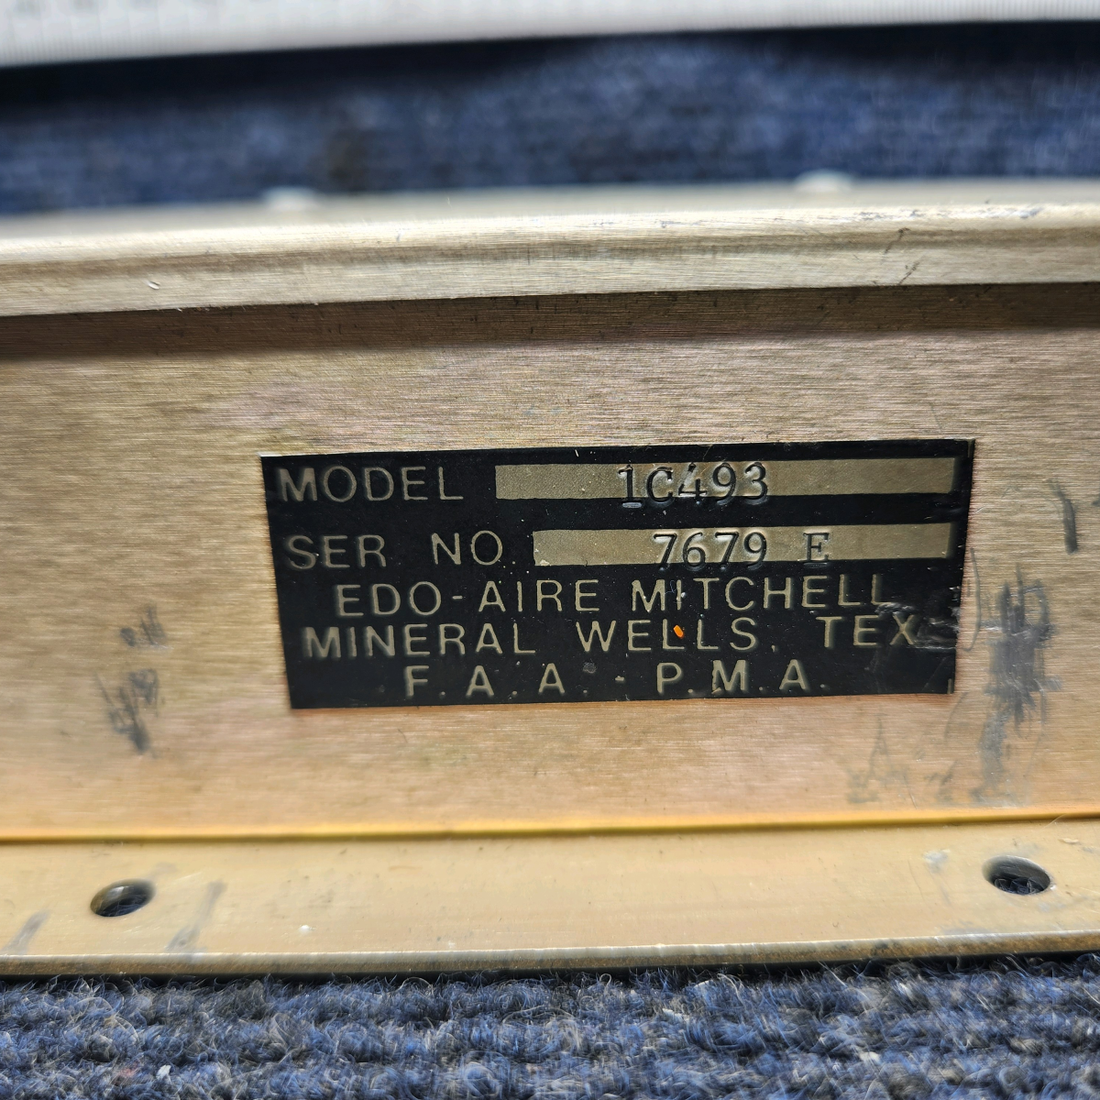 MODEL 1C493
SER NO 7679 E
EDO-AIRE MITCHELL
MINERAL WELLS, TEX.
F.A.A.-P.M.A.